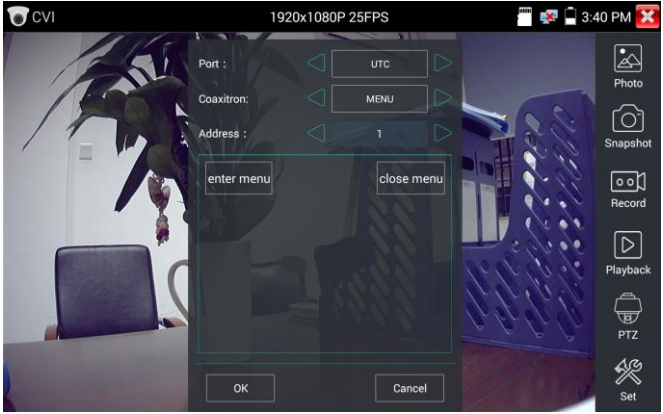 CVI
1920x1080P 25FPS
3:40 PM
Port :
UTC
Coaxitron:
MENU
Address :
1
enter menu
close menu
OK
Cancel
Photo
Snapshot
Record
Playback
PTZ
Set